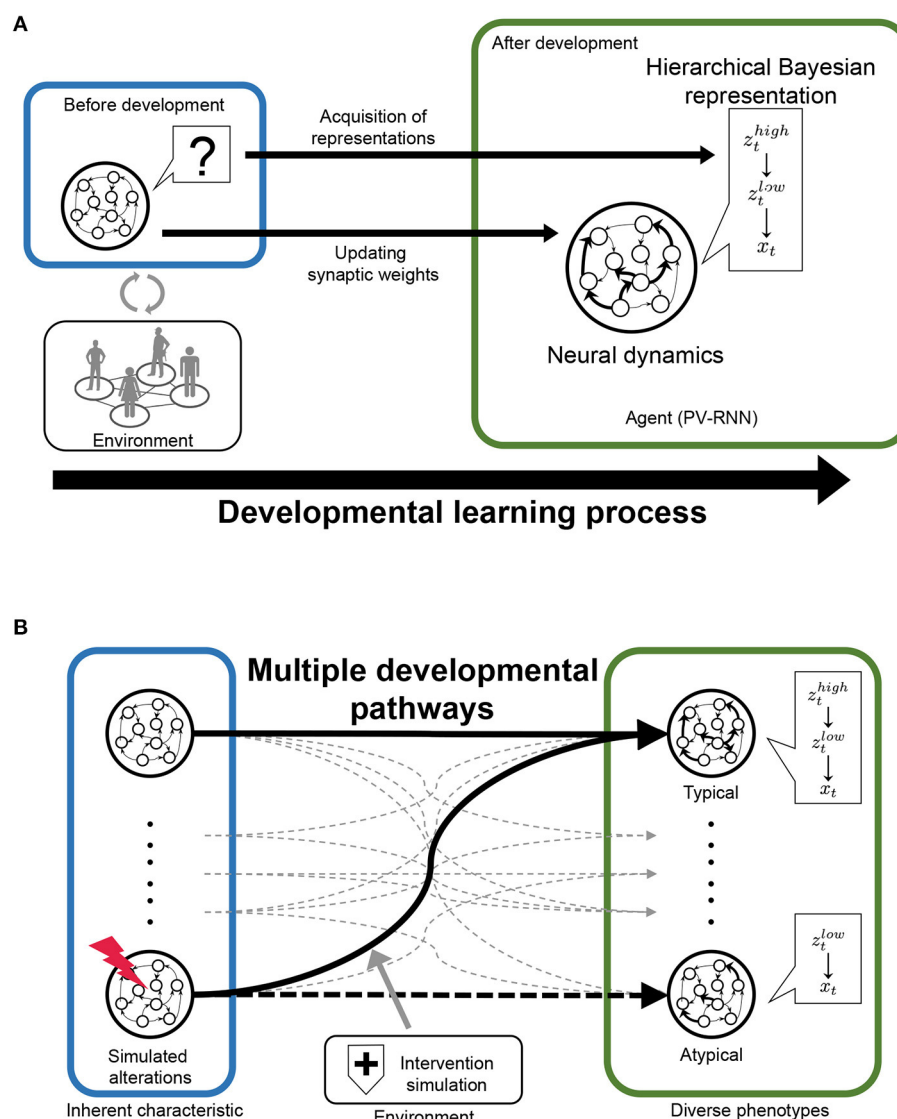 A
After development
Before development
Hierarchical Bayesian
representation
Acquisition of
representations
?
z_t^{high}
z_t^{low}
x_t
Updating
synaptic weights
Neural dynamics
Agent (PV-RNN)
Environment
Developmental learning process
B
Multiple developmental
pathways
z_t^{high}
z_t^{low}
x_t
Typical
z_t^{low}
x_t
Simulated
alterations
Atypical
Intervention
simulation
Inherent characteristic
Environment
Diverse phenotypes